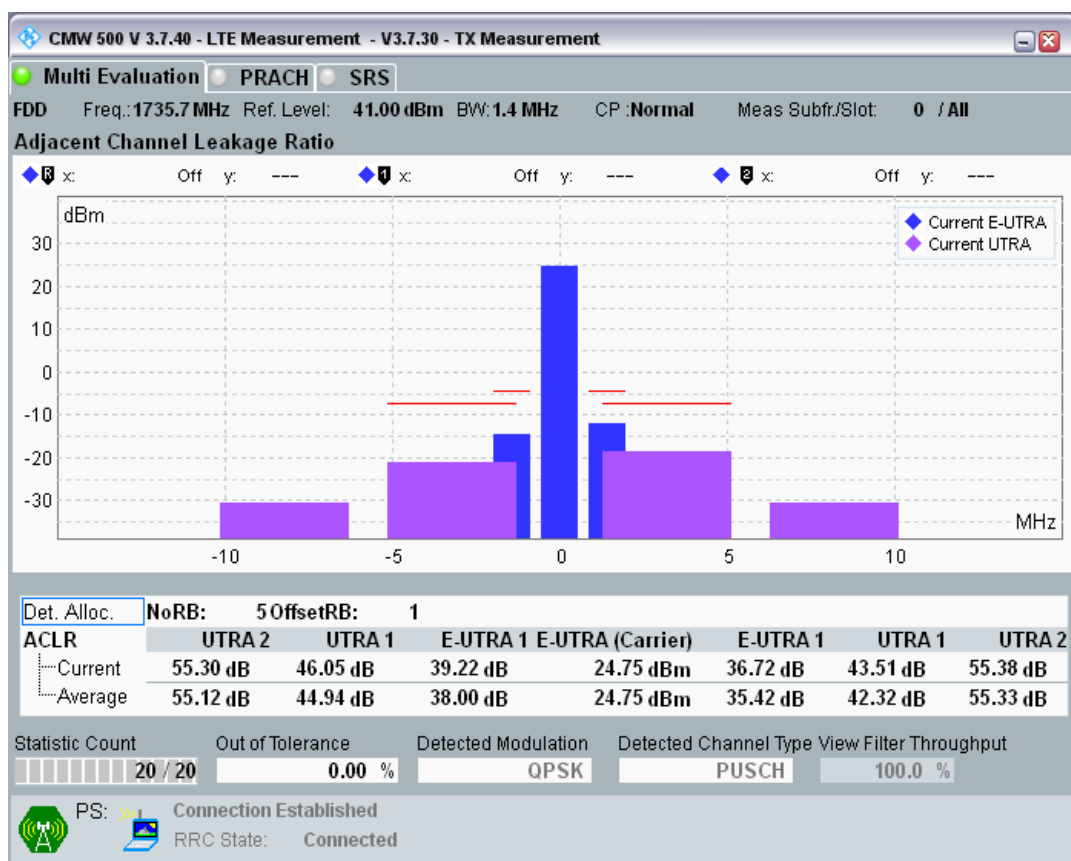 CMW 500 V 3.7.40 - LTE Measurement - V3.7.30 - TX Measurement
Multi Evaluation PRACH SRS
FDD Freq.: 1735.7 MHz Ref. Level: 41.00 dBm BW: 1.4 MHz CP :Normal Meas Subfr./Slot: 0 / All
Adjacent Channel Leakage Ratio
R x: Off y: --- 1 x: Off y: --- 2 x: Off y: ---
dBm
Current E-UTRA
Current UTRA
30
20
10
0
-10
-20
-30
MHz
-10 -5 0 5 10
Det. Alloc. NoRB: 5 OffsetRB: 1
ACLR UTRA 2 UTRA 1 E-UTRA 1 E-UTRA (Carrier) E-UTRA 1 UTRA 1 UTRA 2
Current 55.30 dB 46.05 dB 39.22 dB 24.75 dBm 36.72 dB 43.51 dB 55.38 dB
Average 55.12 dB 44.94 dB 38.00 dB 24.75 dBm 35.42 dB 42.32 dB 55.33 dB
Statistic Count Out of Tolerance Detected Modulation Detected Channel Type View Filter Throughput
20 / 20 0.00 % QPSK PUSCH 100.0 %
PS: Connection Established
RRC State: Connected